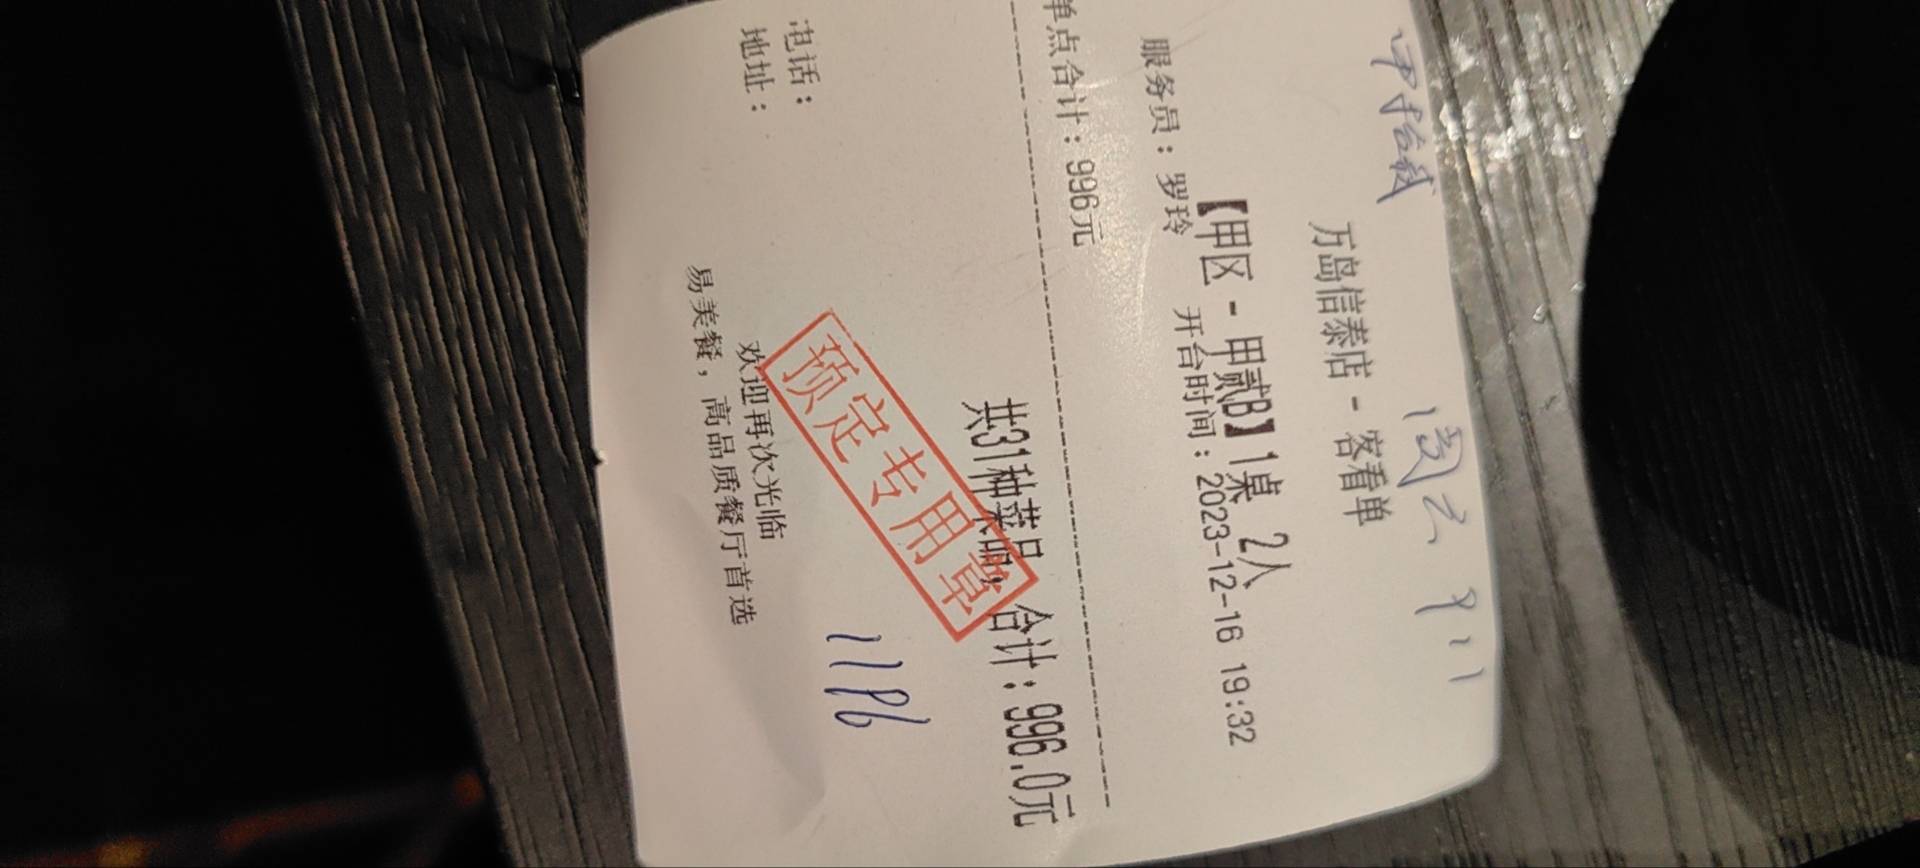 万岛信泰店 - 客看单
【甲区 - 甲贰B】1桌 2人
服务员：罗玲 开台时间：2023-12-16 19:32
单点合计：996元
共31种菜品，合计：996.0元
预定专用章
1196
电话：
地址：
欢迎再次光临
易美餐，高品质餐厅首选